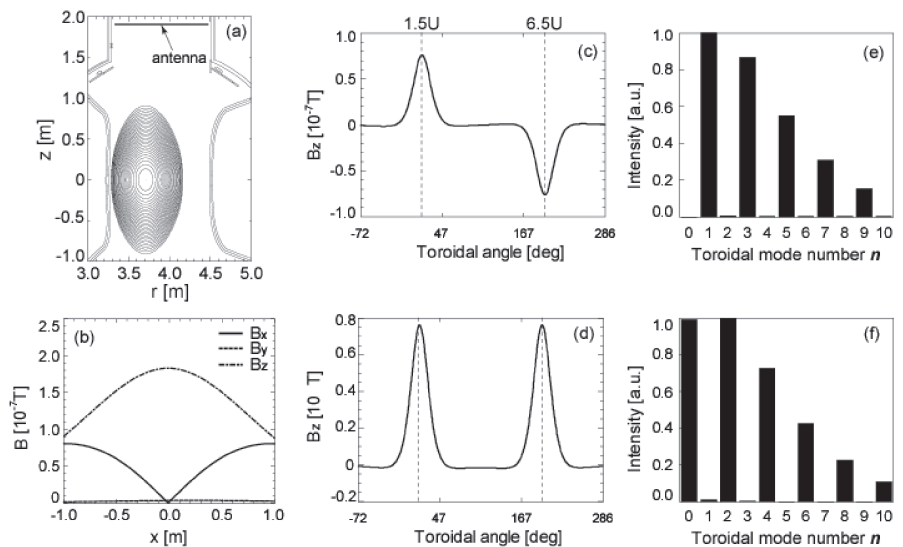 (a)
antenna
2.0
1.5
1.0
0.5
0
-0.5
-1.0
z [m]
3.0 3.5 4.0 4.5 5.0
r [m]
(b)
Bx
By
Bz
2.5
2.0
1.5
1.0
0.5
0
B [10⁻⁷T]
-1.0 -0.5 0.0 0.5 1.0
x [m]
1.5U 6.5U
(c)
1.0
0.5
0
-0.5
-1.0
Bz [10⁻⁷T]
-72 47 167 286
Toroidal angle [deg]
(d)
0.8
0.6
0.4
0.2
0
-0.2
Bz [10 T]
-72 47 167 286
Toroidal angle [deg]
(e)
1.0
0.8
0.6
0.4
0.2
0.0
Intensity [a.u.]
0 1 2 3 4 5 6 7 8 9 10
Toroidal mode number n
(f)
1.0
0.8
0.6
0.4
0.2
0.0
Intensity [a.u.]
0 1 2 3 4 5 6 7 8 9 10
Toroidal mode number n